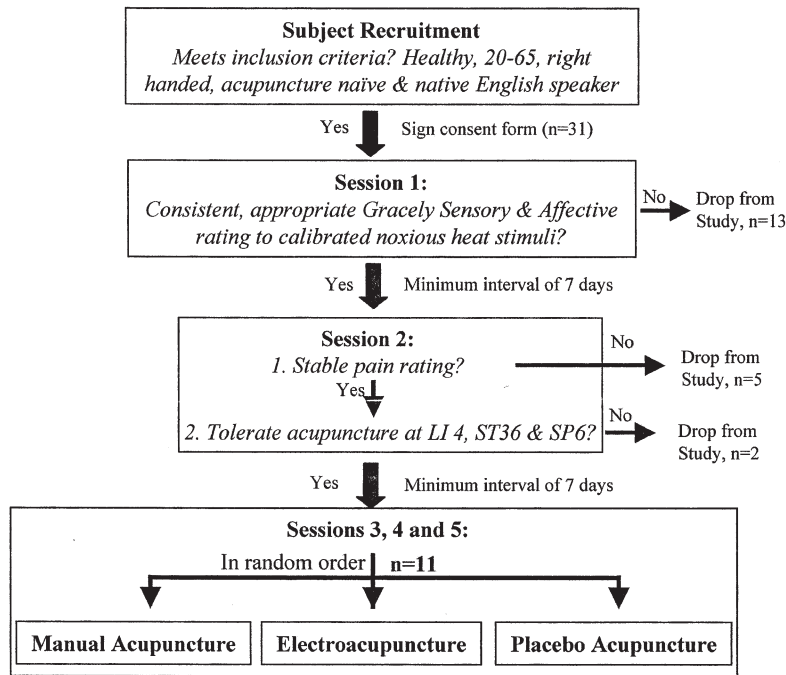 Subject Recruitment
Meets inclusion criteria? Healthy, 20-65, right
handed, acupuncture naïve & native English speaker
Yes
Sign consent form (n=31)
Session 1:
Consistent, appropriate Gracely Sensory & Affective
rating to calibrated noxious heat stimuli?
No
Drop from
Study, n=13
Yes
Minimum interval of 7 days
Session 2:
1. Stable pain rating?
No
Drop from
Study, n=5
Yes
2. Tolerate acupuncture at LI 4, ST36 & SP6?
No
Drop from
Study, n=2
Yes
Minimum interval of 7 days
Sessions 3, 4 and 5:
In random order
n=11
Manual Acupuncture
Electroacupuncture
Placebo Acupuncture